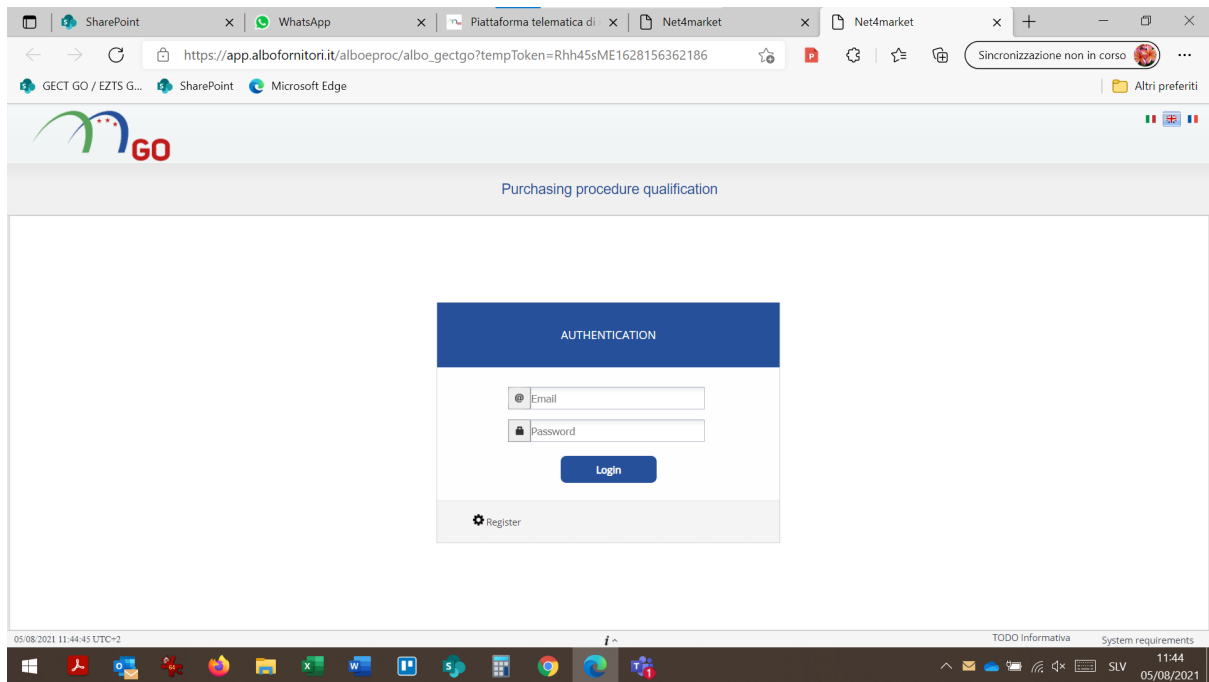 SharePoint WhatsApp Piattaforma telematica di Net4market Net4market
https://app.albofornitori.it/alboeproc/albo_gectgo?tempToken=Rhh45sME1628156362186 Sincronizzazione non in corso
GECT GO / EZTS G... SharePoint Microsoft Edge Altri preferiti
GO
Purchasing procedure qualification
AUTHENTICATION
@ Email
Password
Login
Register
05/08/2021 11:44:45 UTC+2 i TODO Informativa System requirements
SLV 11:44
05/08/2021